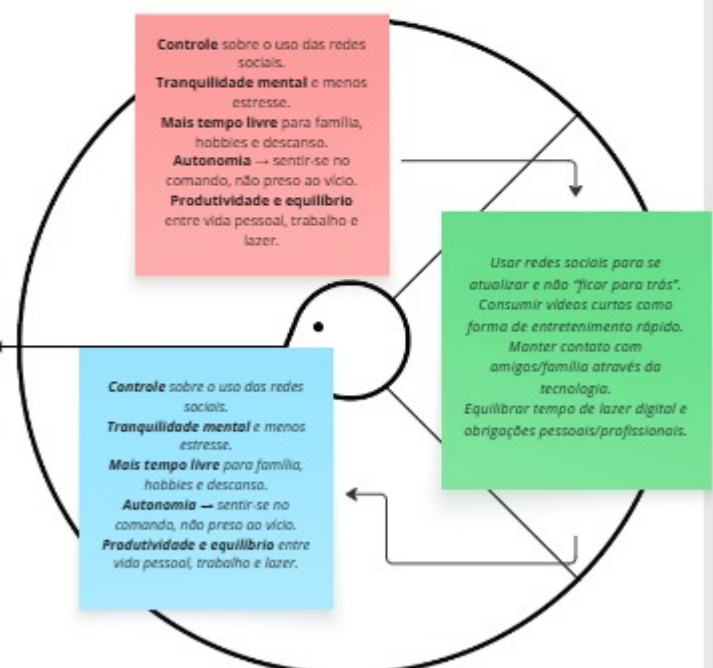 Controle sobre o uso das redes
sociais.
Tranquilidade mental e menos
estresse.
Mais tempo livre para família,
hobbies e descanso.
Autonomia → sentir-se no
comando, não preso ao vício.
Produtividade e equilíbrio
entre vida pessoal, trabalho e
lazer.
Usar redes sociais para se
atualizar e não "ficar para trás".
Consumir vídeos curtos como
forma de entretenimento rápido.
Manter contato com
amigos/família através da
tecnologia.
Equilibrar tempo de lazer digital e
obrigações pessoais/profissionais.
Controle sobre o uso das redes
sociais.
Tranquilidade mental e menos
estresse.
Mais tempo livre para família,
hobbies e descanso.
Autonomia → sentir-se no
comando, não preso ao vício.
Produtividade e equilíbrio entre
vida pessoal, trabalho e lazer.